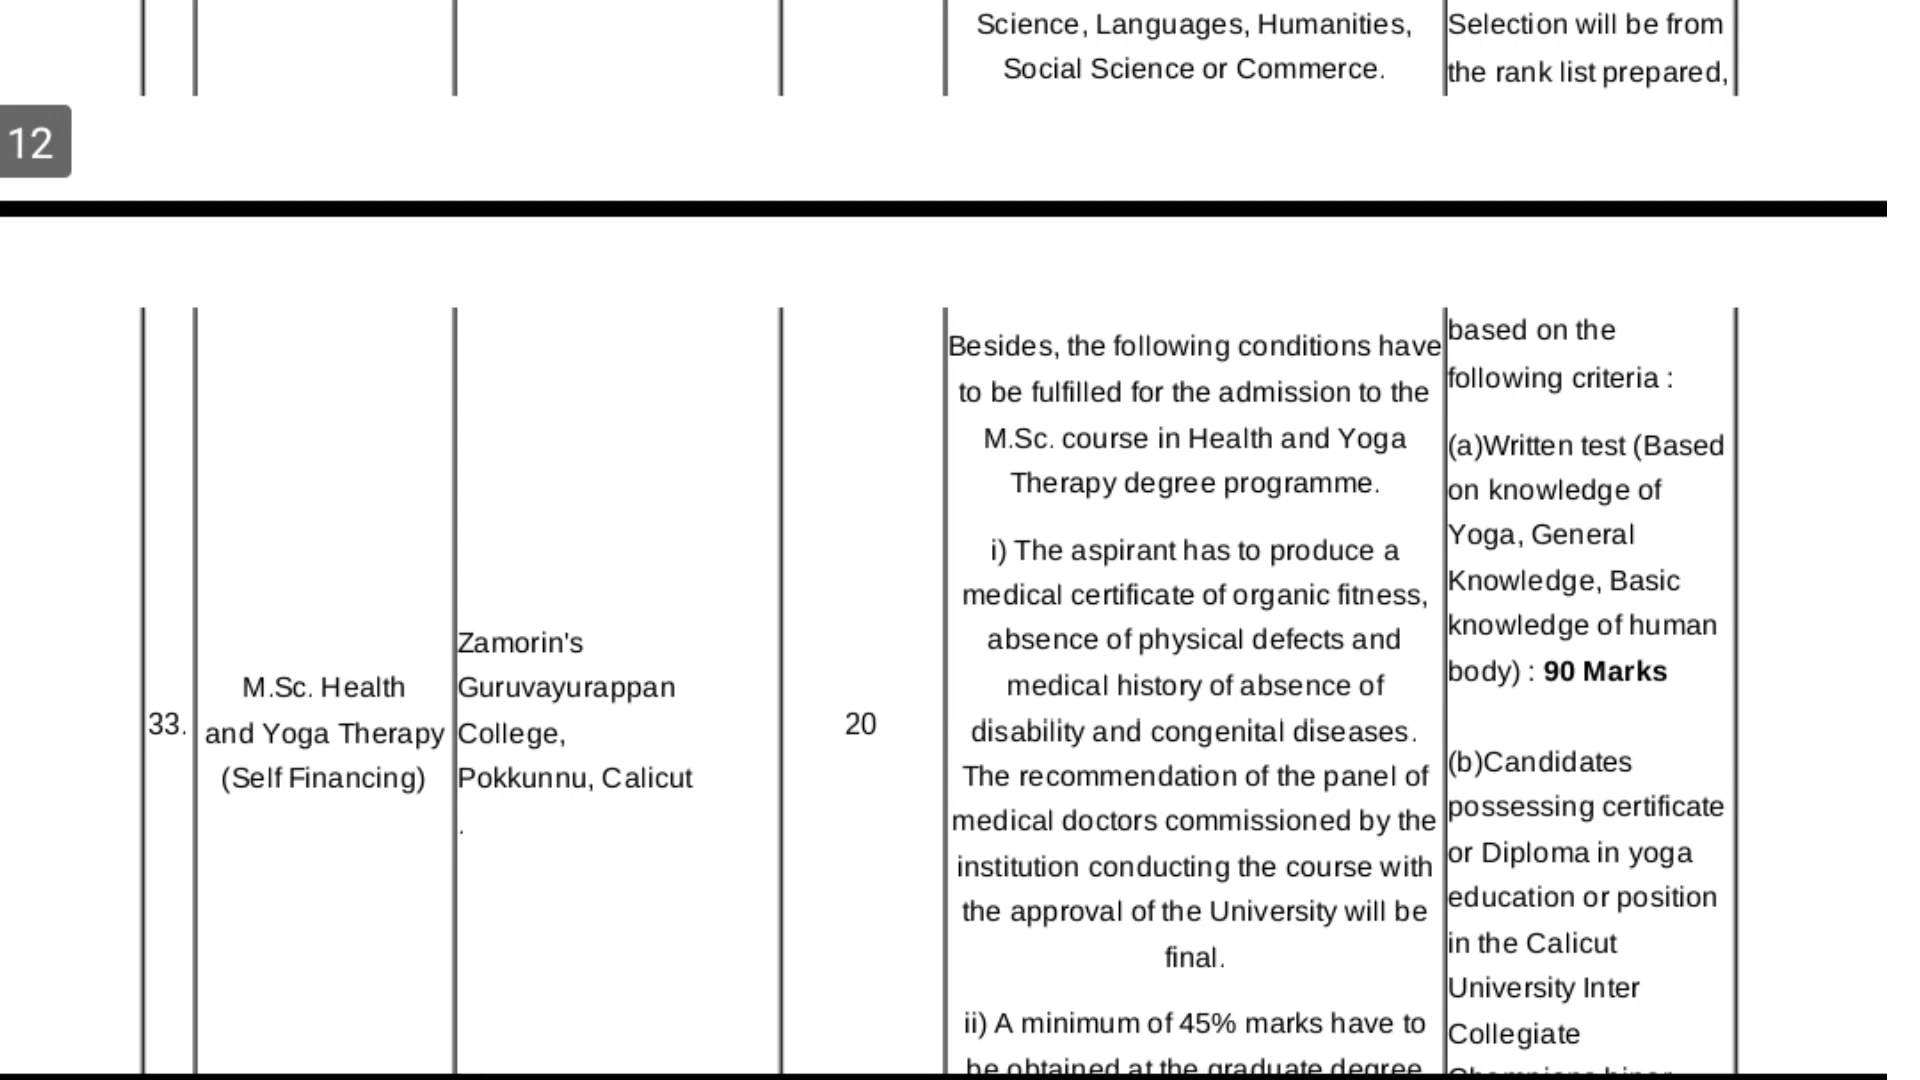 Science, Languages, Humanities,
Social Science or Commerce.
Selection will be from
the rank list prepared,
12
33.
M.Sc. Health
and Yoga Therapy
(Self Financing)
Zamorin's
Guruvayurappan
College,
Pokkunnu, Calicut
.
20
Besides, the following conditions have
to be fulfilled for the admission to the
M.Sc. course in Health and Yoga
Therapy degree programme.
i) The aspirant has to produce a
medical certificate of organic fitness,
absence of physical defects and
medical history of absence of
disability and congenital diseases.
The recommendation of the panel of
medical doctors commissioned by the
institution conducting the course with
the approval of the University will be
final.
ii) A minimum of 45% marks have to
be obtained at the graduate degree
based on the
following criteria :
(a)Written test (Based
on knowledge of
Yoga, General
Knowledge, Basic
knowledge of human
body) : 90 Marks
(b)Candidates
possessing certificate
or Diploma in yoga
education or position
in the Calicut
University Inter
Collegiate